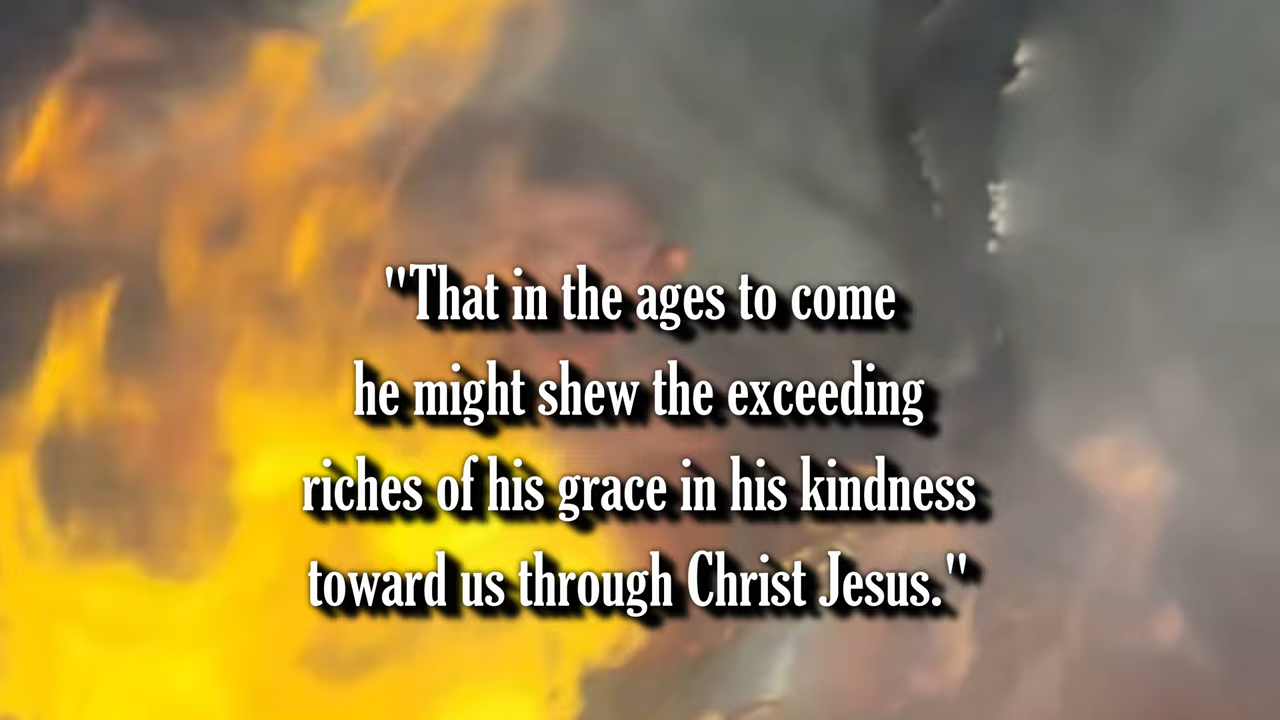 "That in the ages to come
he might shew the exceeding
riches of his grace in his kindness
toward us through Christ Jesus."